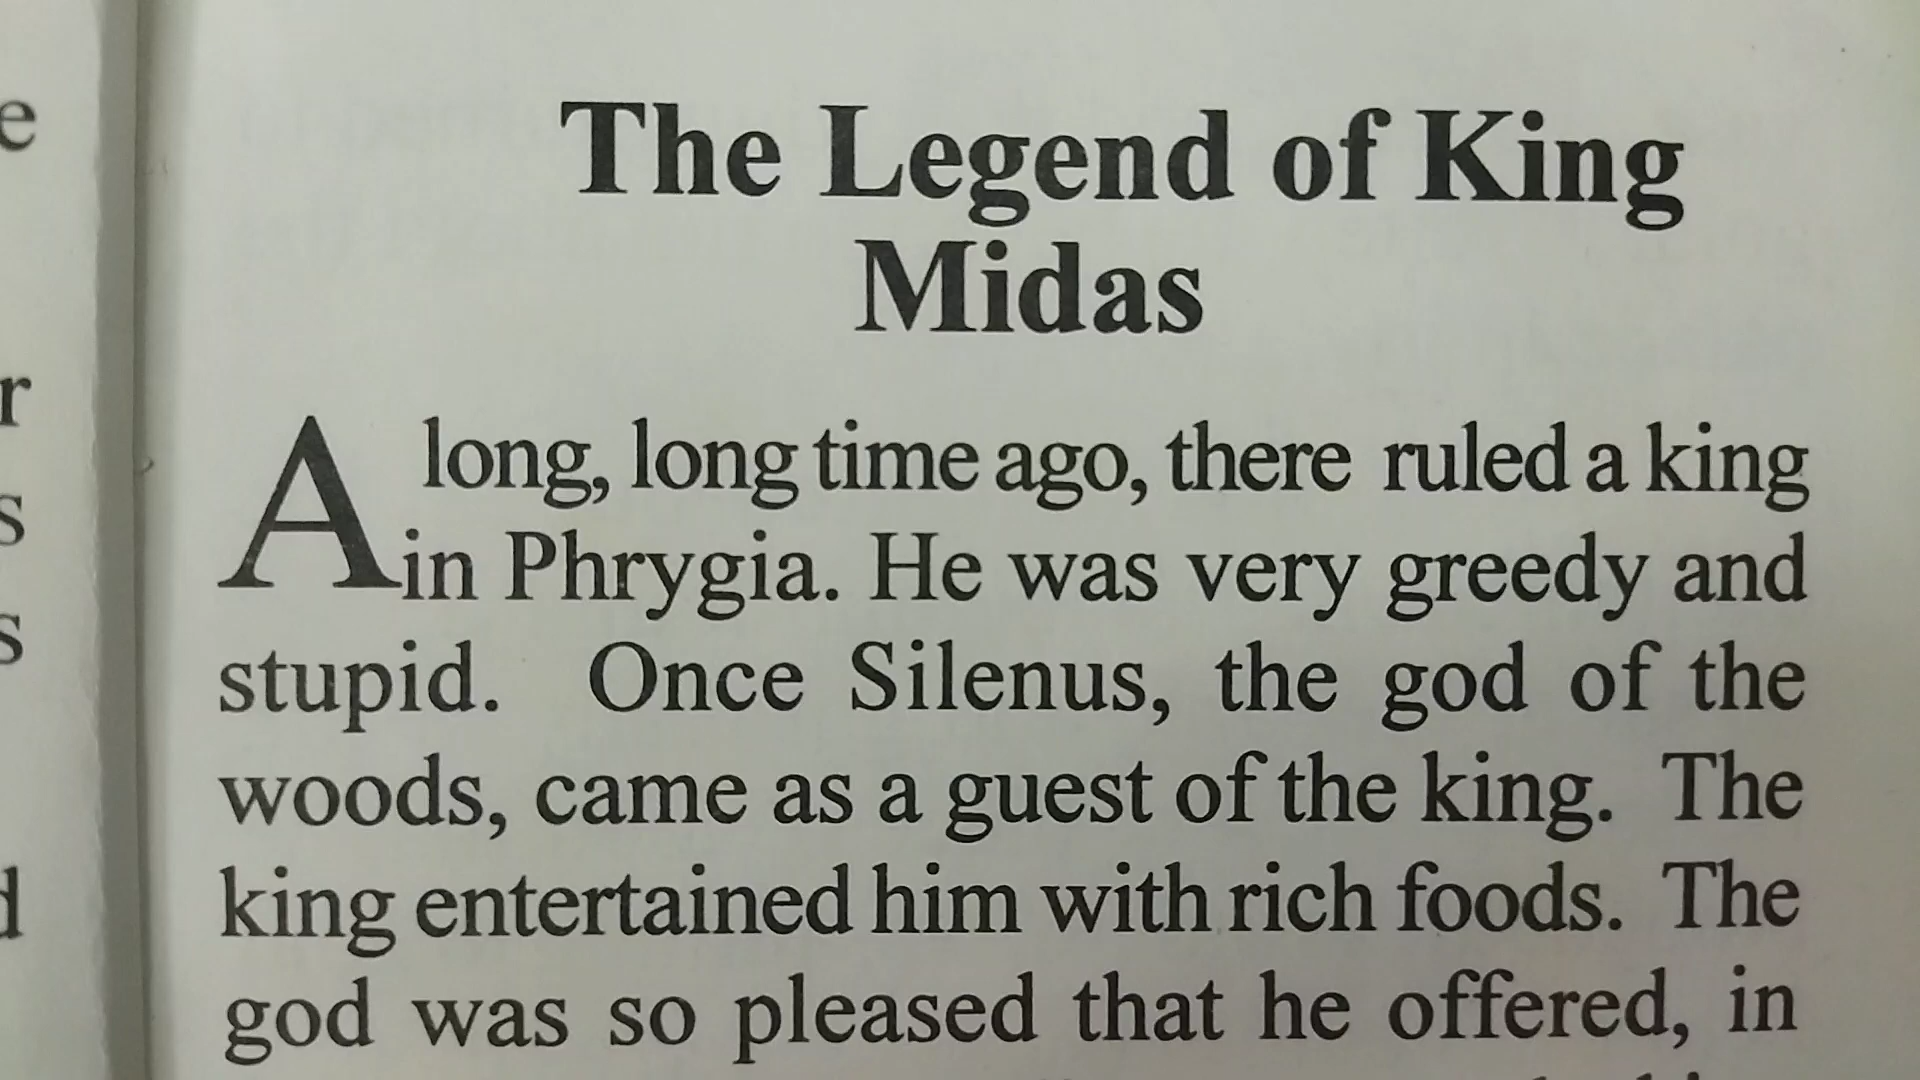 The Legend of King
Midas
A long, long time ago, there ruled a king
in Phrygia. He was very greedy and
stupid. Once Silenus, the god of the
woods, came as a guest of the king. The
king entertained him with rich foods. The
god was so pleased that he offered, in